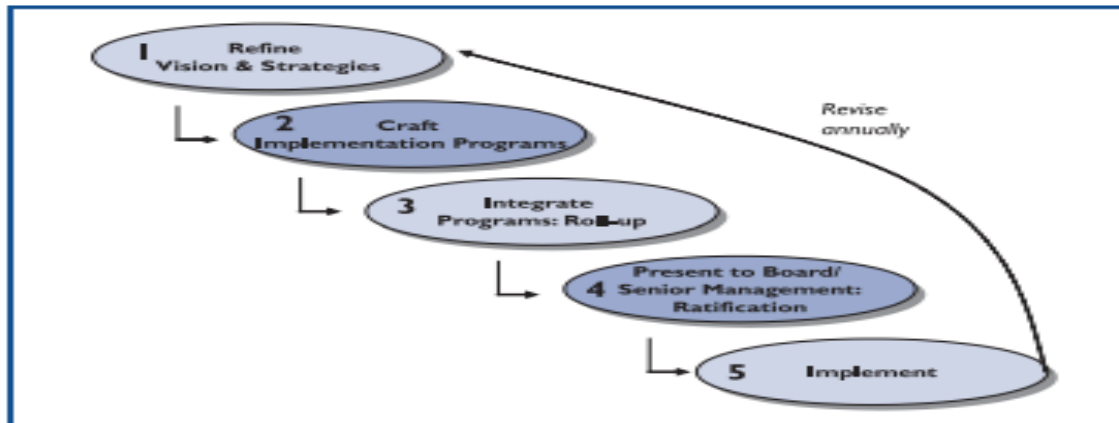 1 Refine
Vision & Strategies
Revise
annually
2 Craft
Implementation Programs
3 Integrate
Programs: Roll-up
Present to Board/
4 Senior Management:
Ratification
5 Implement